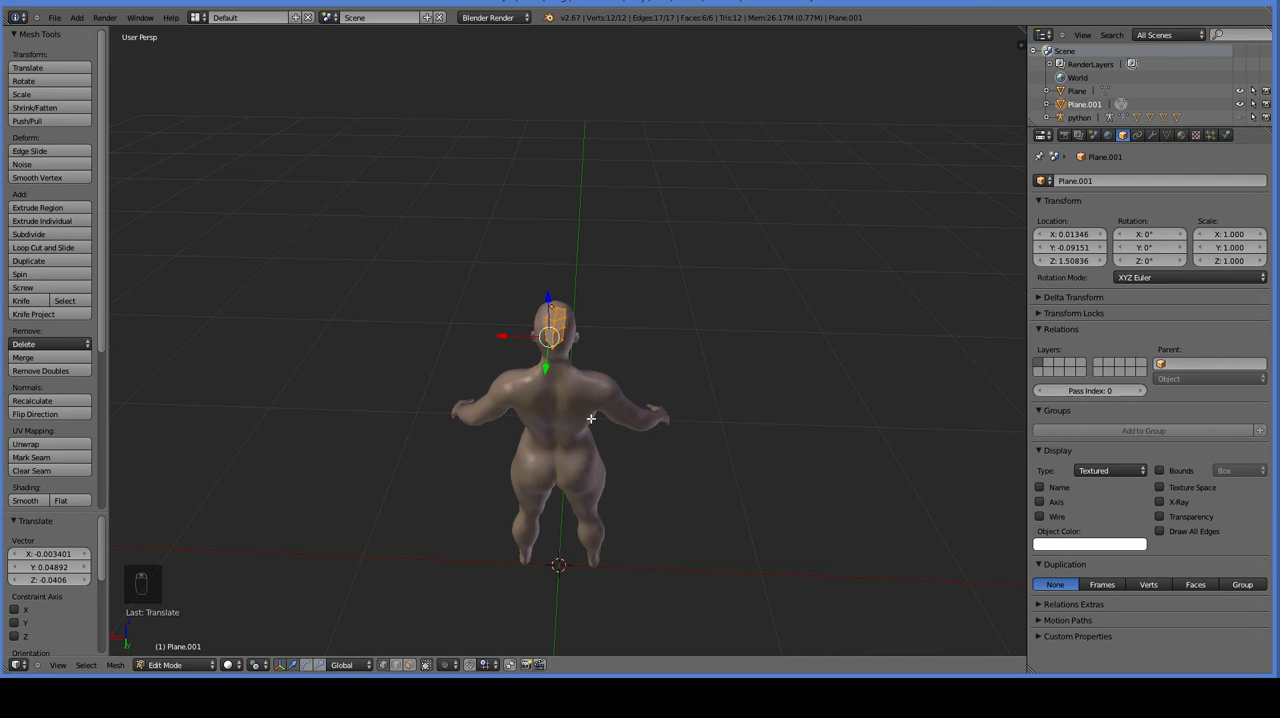 File Add Render Window Help Default Scene Blender Render v2.67 | Verts:12/12 | Edges:17/17 | Faces:6/6 | Tris:12 | Mem:26.17M (0.77M) | Plane.001
Mesh Tools
Transform:
Translate
Rotate
Scale
Shrink/Fatten
Push/Pull
Deform:
Edge Slide
Noise
Smooth Vertex
Add:
Extrude Region
Extrude Individual
Subdivide
Loop Cut and Slide
Duplicate
Spin
Screw
Knife Select
Knife Project
Remove:
Delete
Merge
Remove Doubles
Normals:
Recalculate
Flip Direction
UV Mapping:
Unwrap
Mark Seam
Clear Seam
Shading:
Smooth Flat
Translate
Vector
X: -0.003401
Y: 0.04892
Z: -0.0406
Constraint Axis
X
Y
Z
Orientation
User Persp
Last: Translate
(1) Plane.001
View Select Mesh Edit Mode Global
View Search All Scenes
Scene
RenderLayers |
World
Plane |
Plane.001 |
python |
Plane.001
Plane.001
Transform
Location: Rotation: Scale:
X: 0.01346 X: 0° X: 1.000
Y: -0.09151 Y: 0° Y: 1.000
Z: 1.50836 Z: 0° Z: 1.000
Rotation Mode: XYZ Euler
Delta Transform
Transform Locks
Relations
Layers: Parent:
Object
Pass Index: 0
Groups
Add to Group
Display
Type: Textured Bounds Box
Name Texture Space
Axis X-Ray
Wire Transparency
Object Color: Draw All Edges
Duplication
None Frames Verts Faces Group
Relations Extras
Motion Paths
Custom Properties